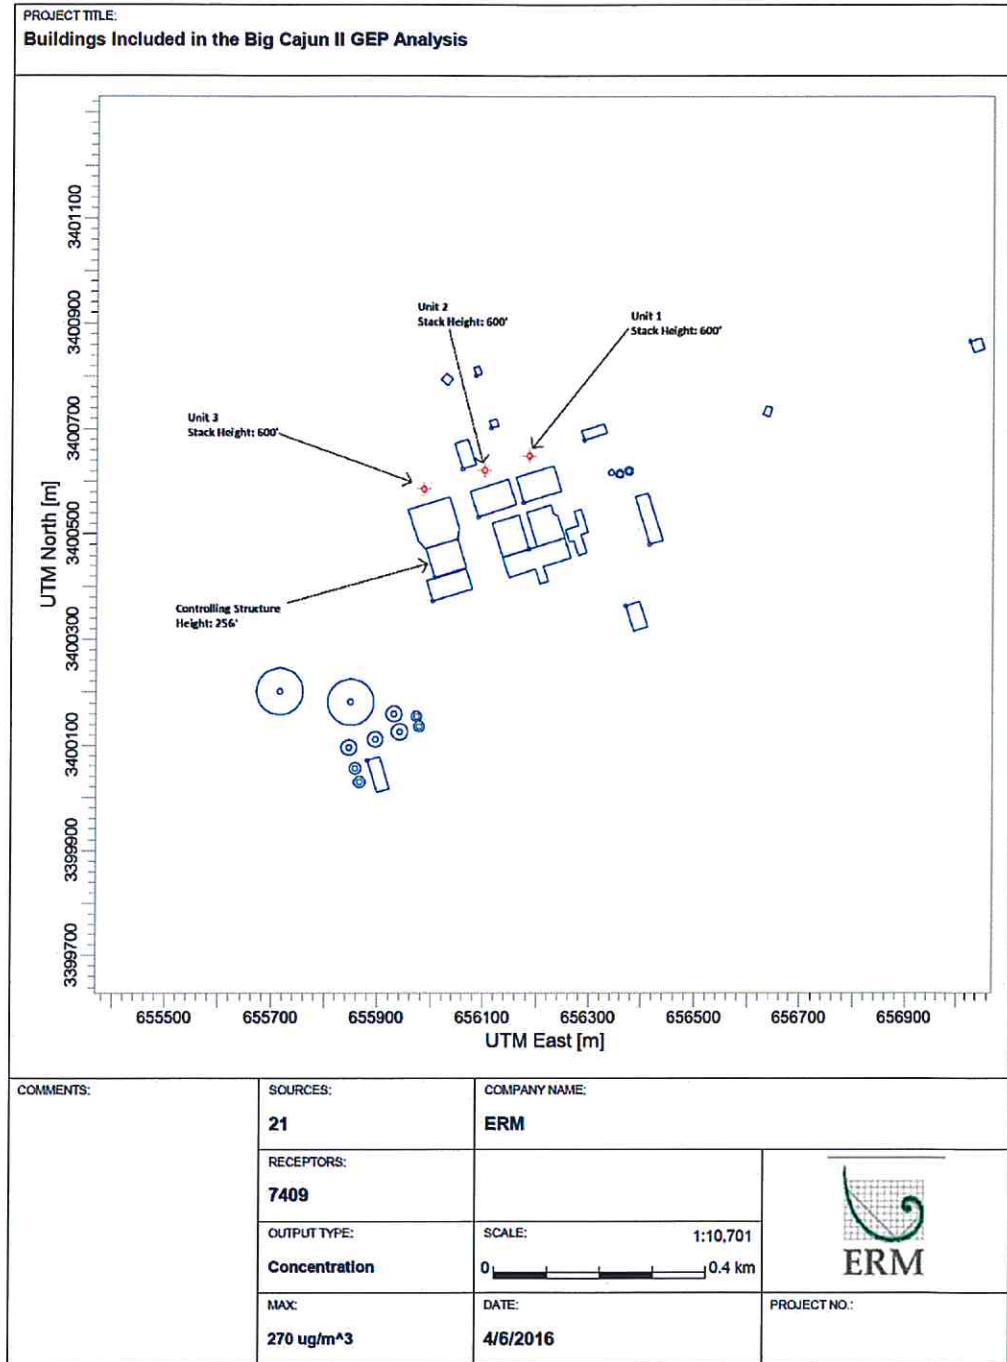 PROJECT TITLE:
Buildings Included in the Big Cajun II GEP Analysis
UTM North [m]
3401100
3400900
3400700
3400500
3400300
3400100
3399900
3399700
Unit 2
Stack Height: 600'
Unit 1
Stack Height: 600'
Unit 3
Stack Height: 600'
Controlling Structure
Height: 256'
655500 655700 655900 656100 656300 656500 656700 656900
UTM East [m]
COMMENTS:
SOURCES:
21
COMPANY NAME:
ERM
RECEPTORS:
7409
OUTPUT TYPE:
Concentration
SCALE: 1:10,701
0 0.4 km
ERM
MAX:
270 ug/m^3
DATE:
4/6/2016
PROJECT NO.: